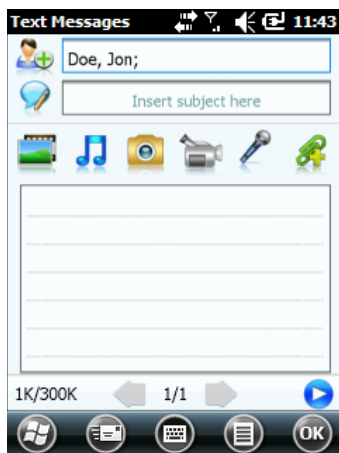 Text Messages 11:43
Doe, Jon;
Insert subject here
1K/300K 1/1
OK